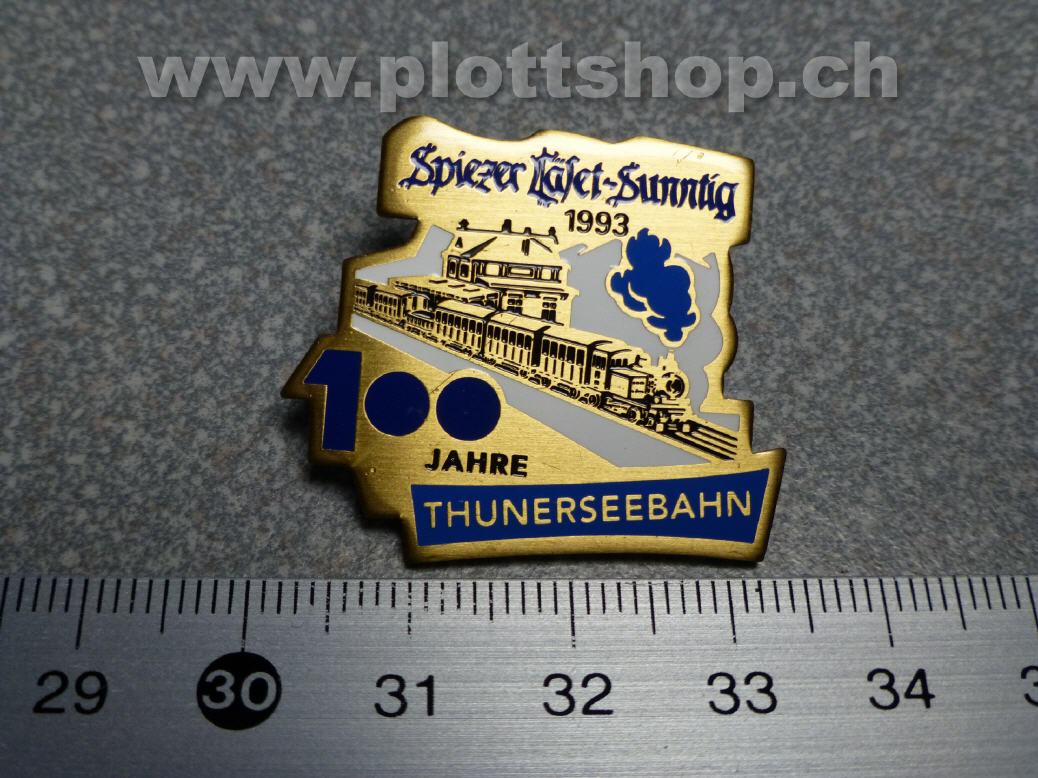 www.plottshop.ch
Spiezer Läset-Sunntig
1993
100
JAHRE
THUNERSEEBAHN
29 30 31 32 33 34